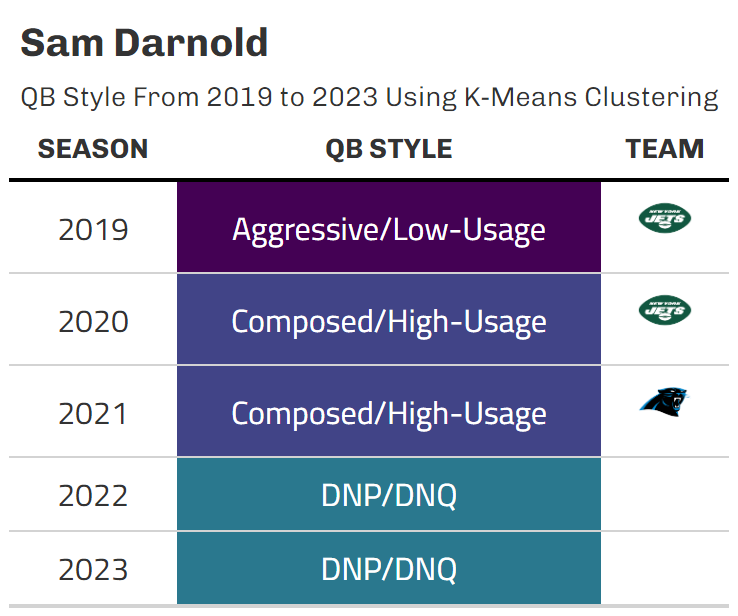 Sam Darnold
QB Style From 2019 to 2023 Using K-Means Clustering
SEASON QB STYLE TEAM
2019 Aggressive/Low-Usage NEW YORK JETS
2020 Composed/High-Usage NEW YORK JETS
2021 Composed/High-Usage
2022 DNP/DNQ
2023 DNP/DNQ